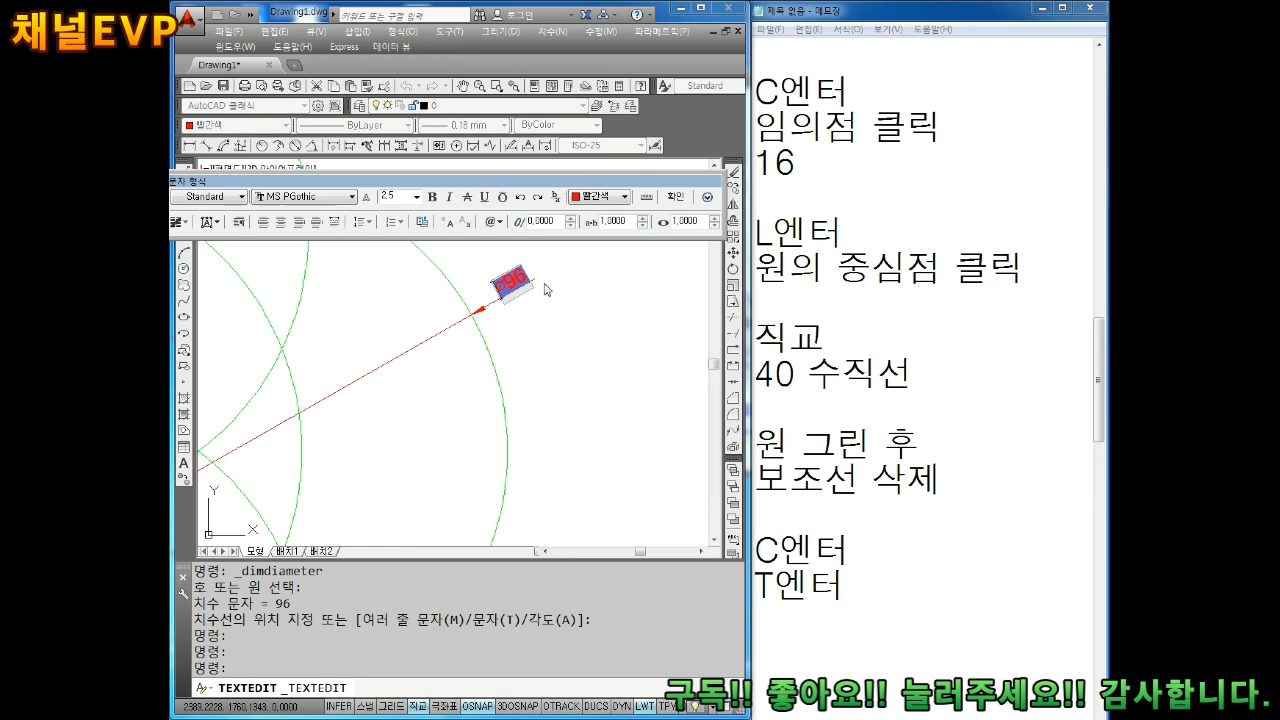 채널EVP
Drawing1.dwg
키워드 또는 구절 입력
로그인
파일(F) 편집(E) 뷰(V) 삽입(I) 형식(O) 도구(T) 그리기(D) 치수(N) 수정(M) 파라메트릭(P)
윈도우(W) 도움말(H) Express 데이터 뷰
Drawing1*
Standard
AutoCAD 클래식
0
빨간색 ByLayer 0.18 mm ByColor
ISO-25
문자 형식
Standard MS PGothic 2.5 B I A U O 빨간색 확인
@ 0/ 0,0000 a•b 1,0000 1,0000
⌀96
A
Y
X
모형 배치1 배치2
명령: _dimdiameter
호 또는 원 선택:
치수 문자 = 96
치수선의 위치 지정 또는 [여러 줄 문자(M)/문자(T)/각도(A)]:
명령:
명령:
명령:
TEXTEDIT _TEXTEDIT
INFER 스냅 직교 극좌표 OSNAP LWT
제목 없음 - 메모장
파일(F) 편집(E) 서식(O) 보기(V) 도움말(H)
C엔터
임의점 클릭
16
L엔터
원의 중심점 클릭
직교
40 수직선
원 그린 후
보조선 삭제
C엔터
T엔터
구독!! 좋아요!! 눌러주세요!! 감사합니다.